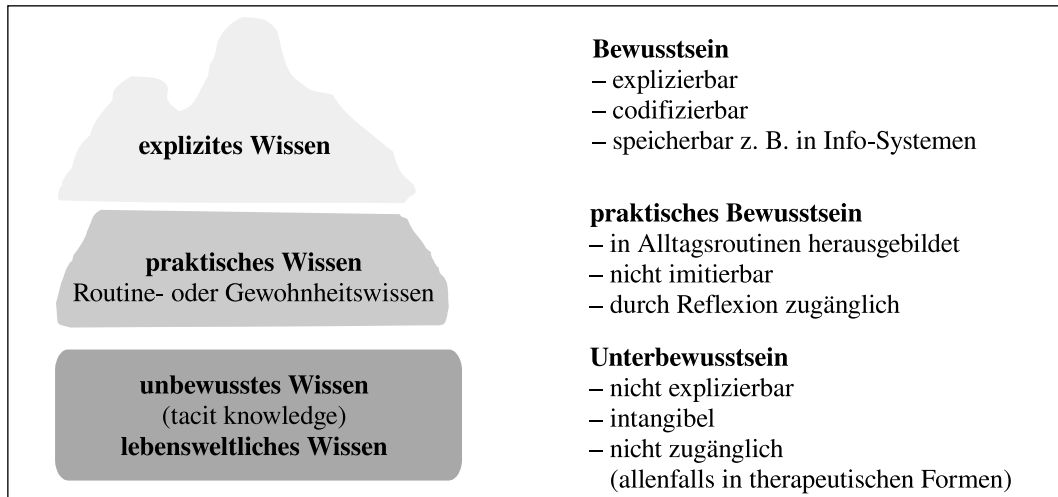 explizites Wissen
Bewusstsein
– explizierbar
– codifizierbar
– speicherbar z. B. in Info-Systemen
praktisches Wissen
Routine- oder Gewohnheitswissen
praktisches Bewusstsein
– in Alltagsroutinen herausgebildet
– nicht imitierbar
– durch Reflexion zugänglich
unbewusstes Wissen
(tacit knowledge)
lebensweltliches Wissen
Unterbewusstsein
– nicht explizierbar
– intangibel
– nicht zugänglich
(allenfalls in therapeutischen Formen)